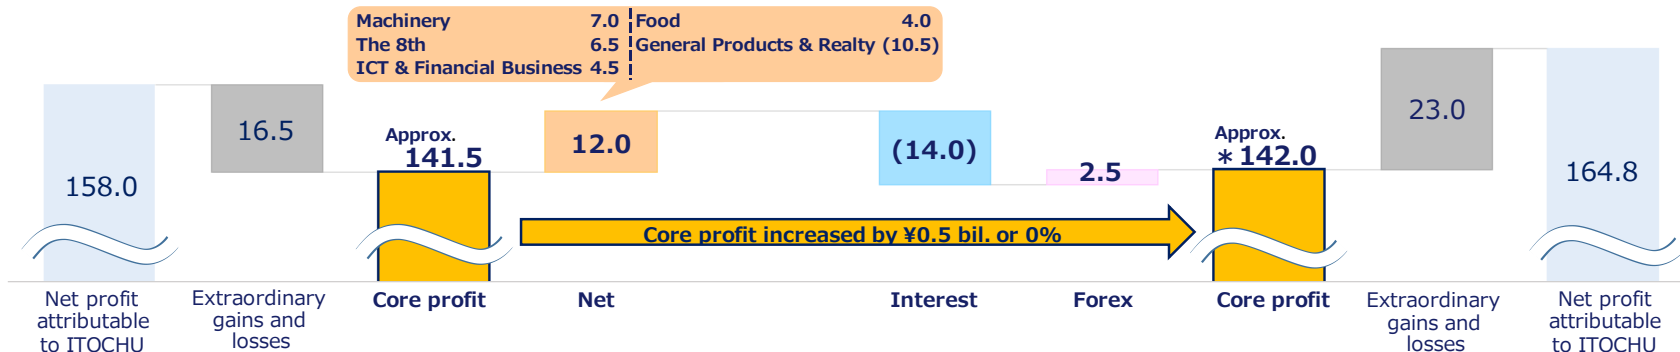 Machinery 7.0 Food 4.0
The 8th 6.5 General Products & Realty (10.5)
ICT & Financial Business 4.5
158.0
16.5
Approx.
141.5
12.0
(14.0)
2.5
Approx.
*142.0
23.0
164.8
Core profit increased by ¥0.5 bil. or 0%
Net profit
attributable
to ITOCHU
Extraordinary
gains and
losses
Core profit
Net
Interest
Forex
Core profit
Extraordinary
gains and
losses
Net profit
attributable
to ITOCHU